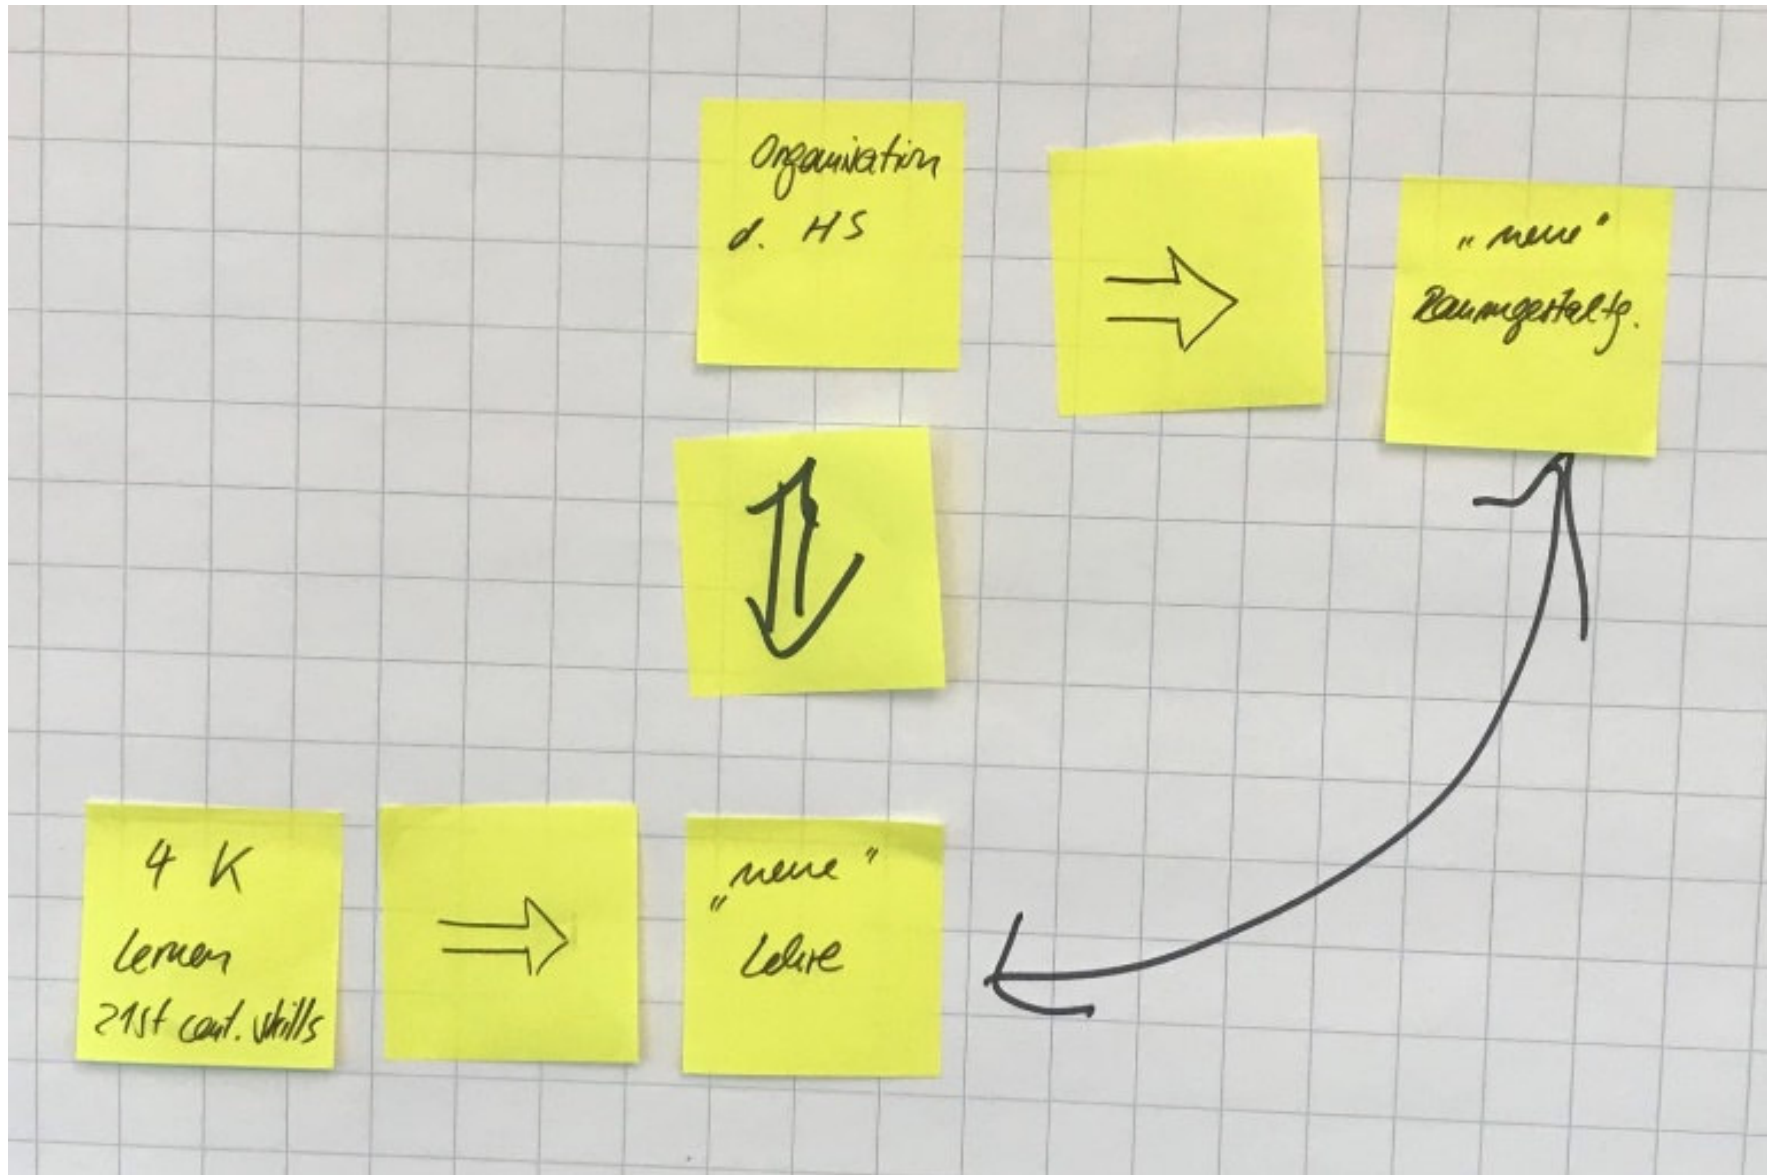 Organisation
d. HS
„neue"
Raumgestaltg.
4 K
Lernen
21st cent. skills
„neue"
Lehre